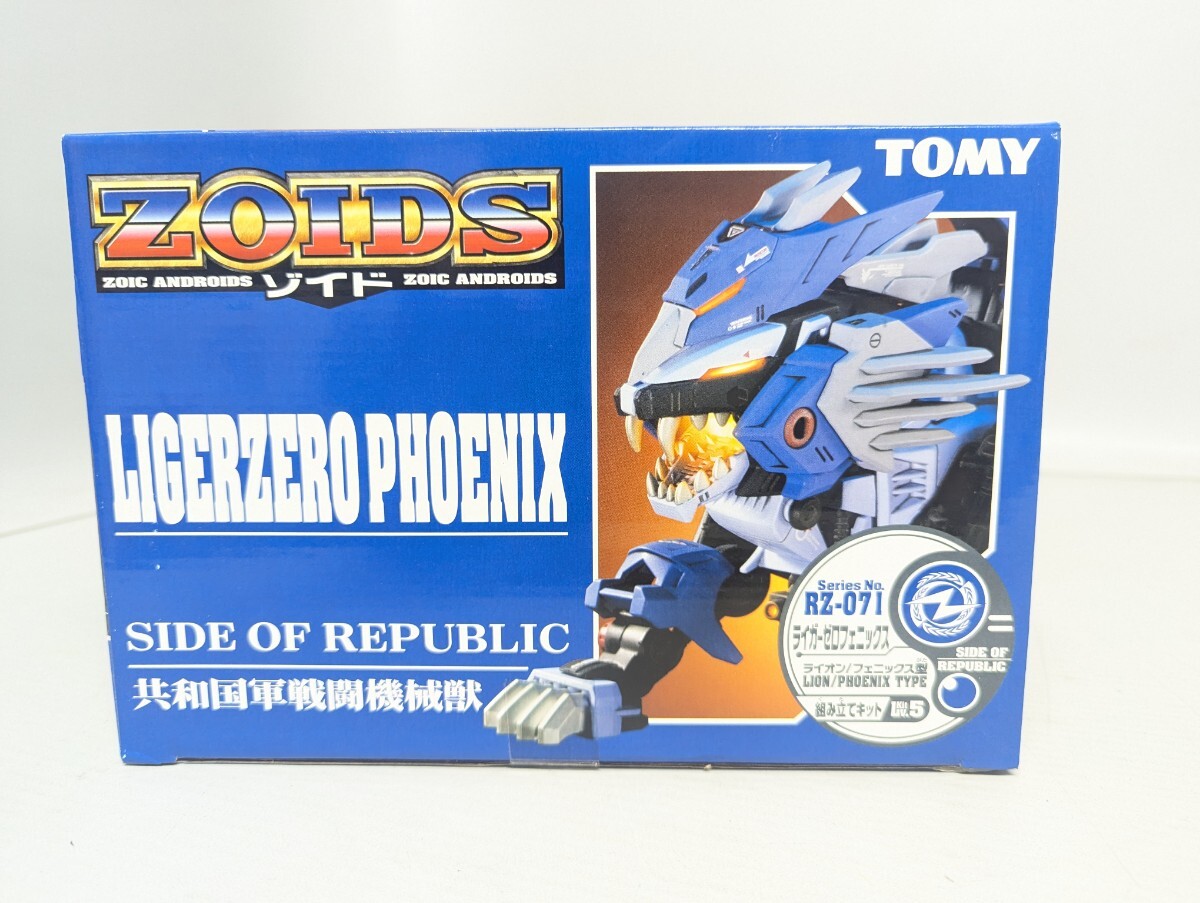 TOMY
ZOIDS
ZOIC ANDROIDS ゾイド ZOIC ANDROIDS
LIGERZERO PHOENIX
SIDE OF REPUBLIC
共和国軍戦闘機械獣
Series No.
RZ-071
ライガーゼロフェニックス
ライオン/フェニックス型
LION/PHOENIX TYPE
組み立てキット
Lv.5
SIDE OF
REPUBLIC